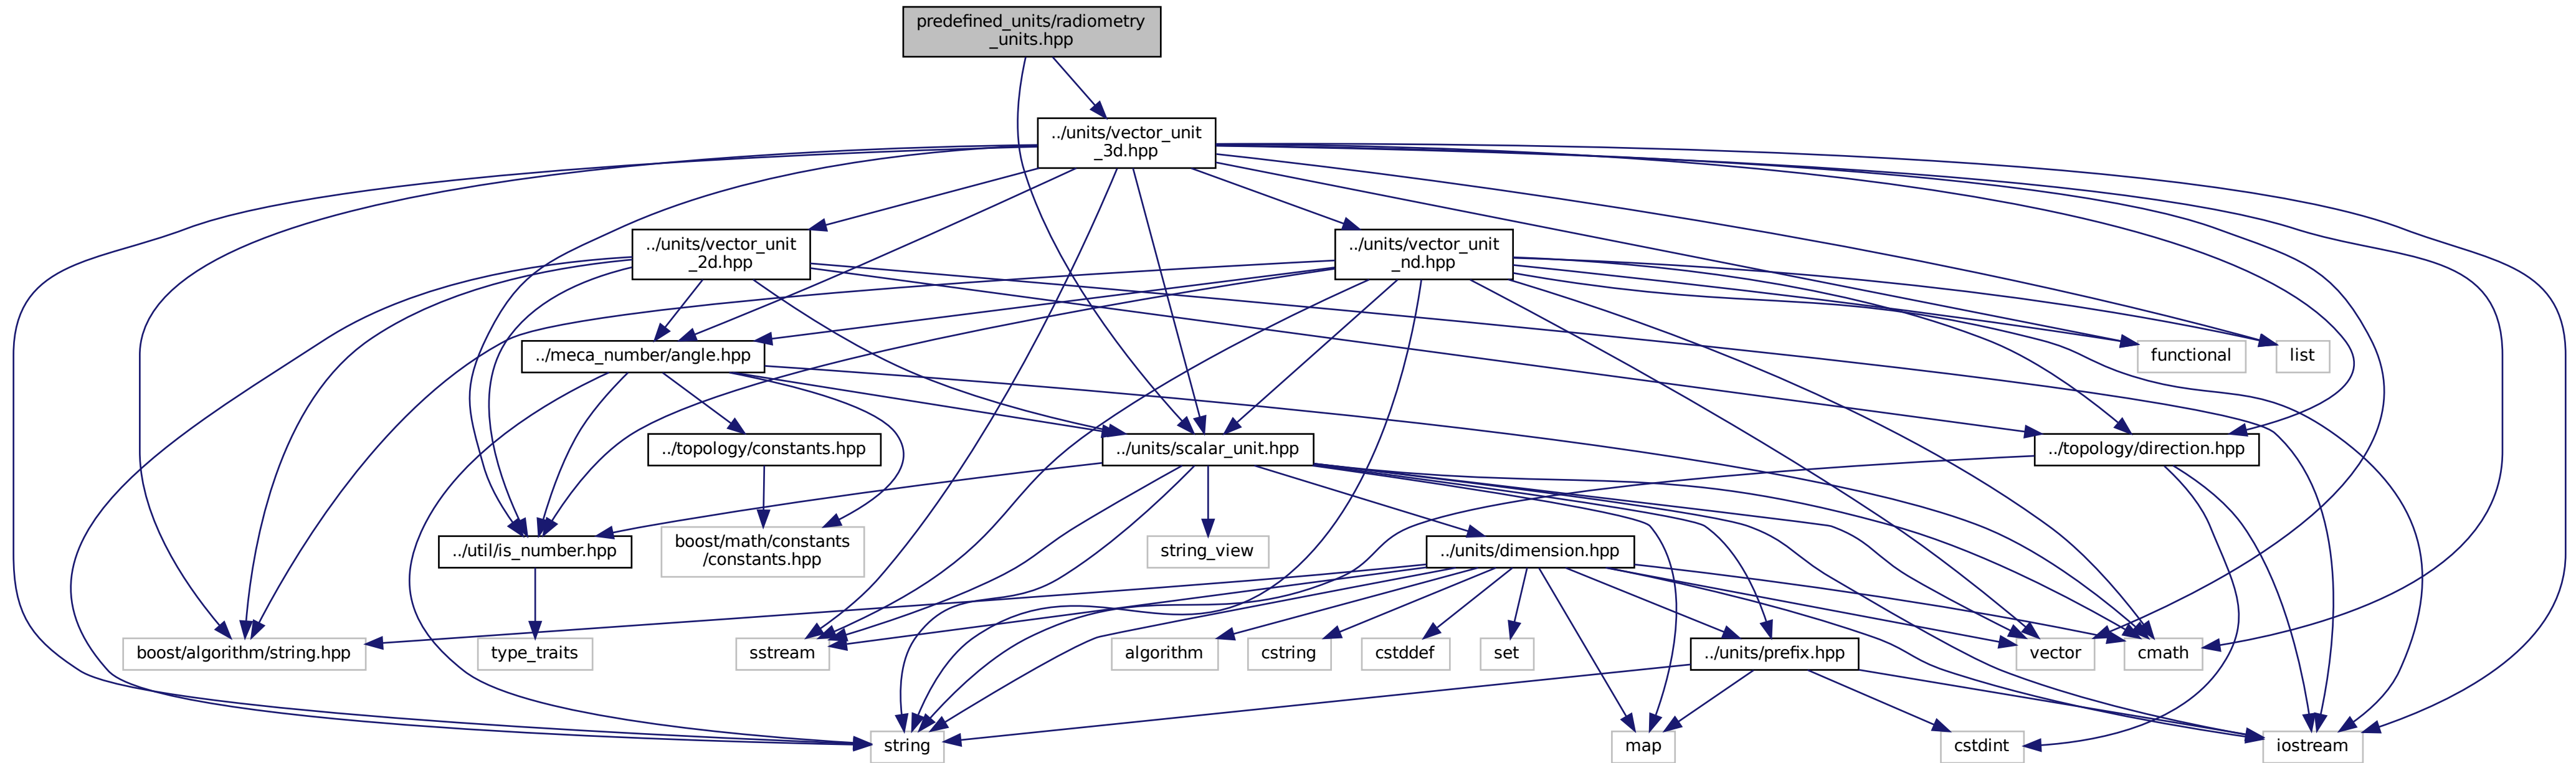 predefined_units/radiometry
_units.hpp
../units/vector_unit
_3d.hpp
../units/vector_unit
_2d.hpp
../units/vector_unit
_nd.hpp
../meca_number/angle.hpp
functional
list
../topology/constants.hpp
../units/scalar_unit.hpp
../topology/direction.hpp
../util/is_number.hpp
boost/math/constants
/constants.hpp
string_view
../units/dimension.hpp
boost/algorithm/string.hpp
type_traits
sstream
algorithm
cstring
cstddef
set
../units/prefix.hpp
vector
cmath
string
map
cstdint
iostream